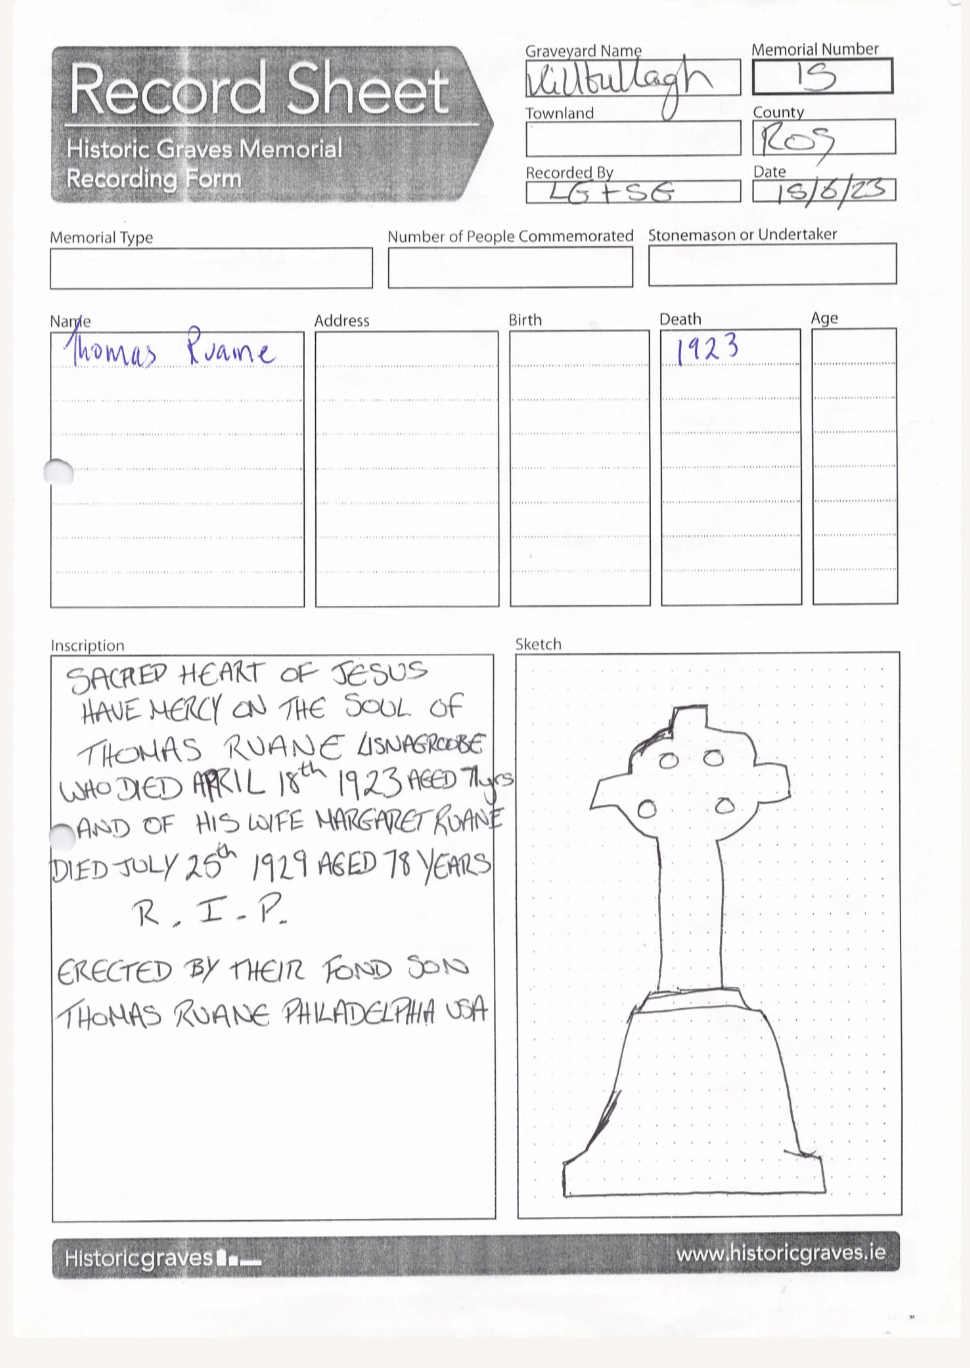 Record Sheet
Historic Graves Memorial
Recording Form
Graveyard Name
Killtullagh
Memorial Number
15
Townland
County
ROS
Recorded By
LG + SG
Date
15/6/23
Memorial Type
Number of People Commemorated
Stonemason or Undertaker
Name
Address
Birth
Death
Age
Thomas Ruane
1923
Inscription
SACRED HEART OF JESUS
HAVE MERCY ON THE SOUL OF
THOMAS RUANE LISNAGROOBE
WHO DIED APRIL 18th 1923 AGED 71yrs
AND OF HIS WIFE MARGARET RUANE
DIED JULY 25th 1929 AGED 78 YEARS
R. I. P.
ERECTED BY THEIR FOND SON
THOMAS RUANE PHILADELPHIA USA
Sketch
Historicgraves
www.historicgraves.ie